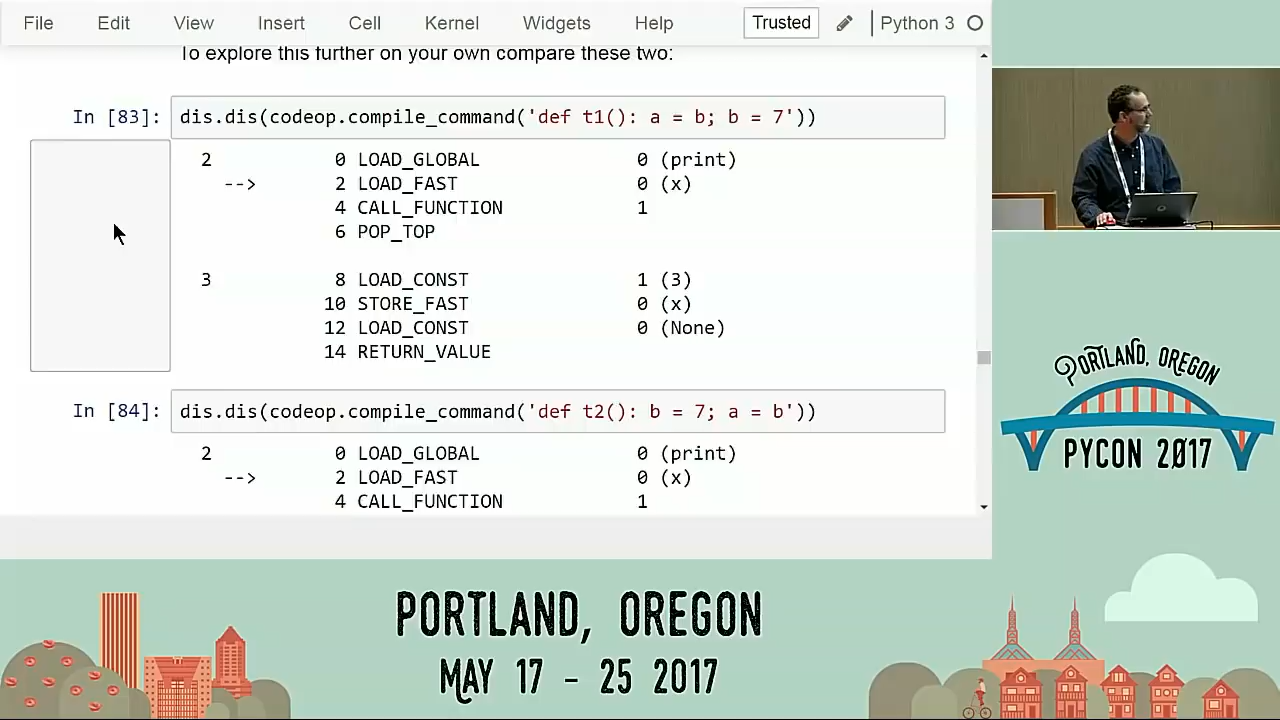 File Edit View Insert Cell Kernel Widgets Help Trusted Python 3
To explore this further on your own compare these two:
In [83]: dis.dis(codeop.compile_command('def t1(): a = b; b = 7'))
2 0 LOAD_GLOBAL 0 (print)
--> 2 LOAD_FAST 0 (x)
4 CALL_FUNCTION 1
6 POP_TOP
3 8 LOAD_CONST 1 (3)
10 STORE_FAST 0 (x)
12 LOAD_CONST 0 (None)
14 RETURN_VALUE
In [84]: dis.dis(codeop.compile_command('def t2(): b = 7; a = b'))
2 0 LOAD_GLOBAL 0 (print)
--> 2 LOAD_FAST 0 (x)
4 CALL_FUNCTION 1
PORTLAND, OREGON
PYCON 2017
PORTLAND, OREGON
MAY 17 - 25 2017